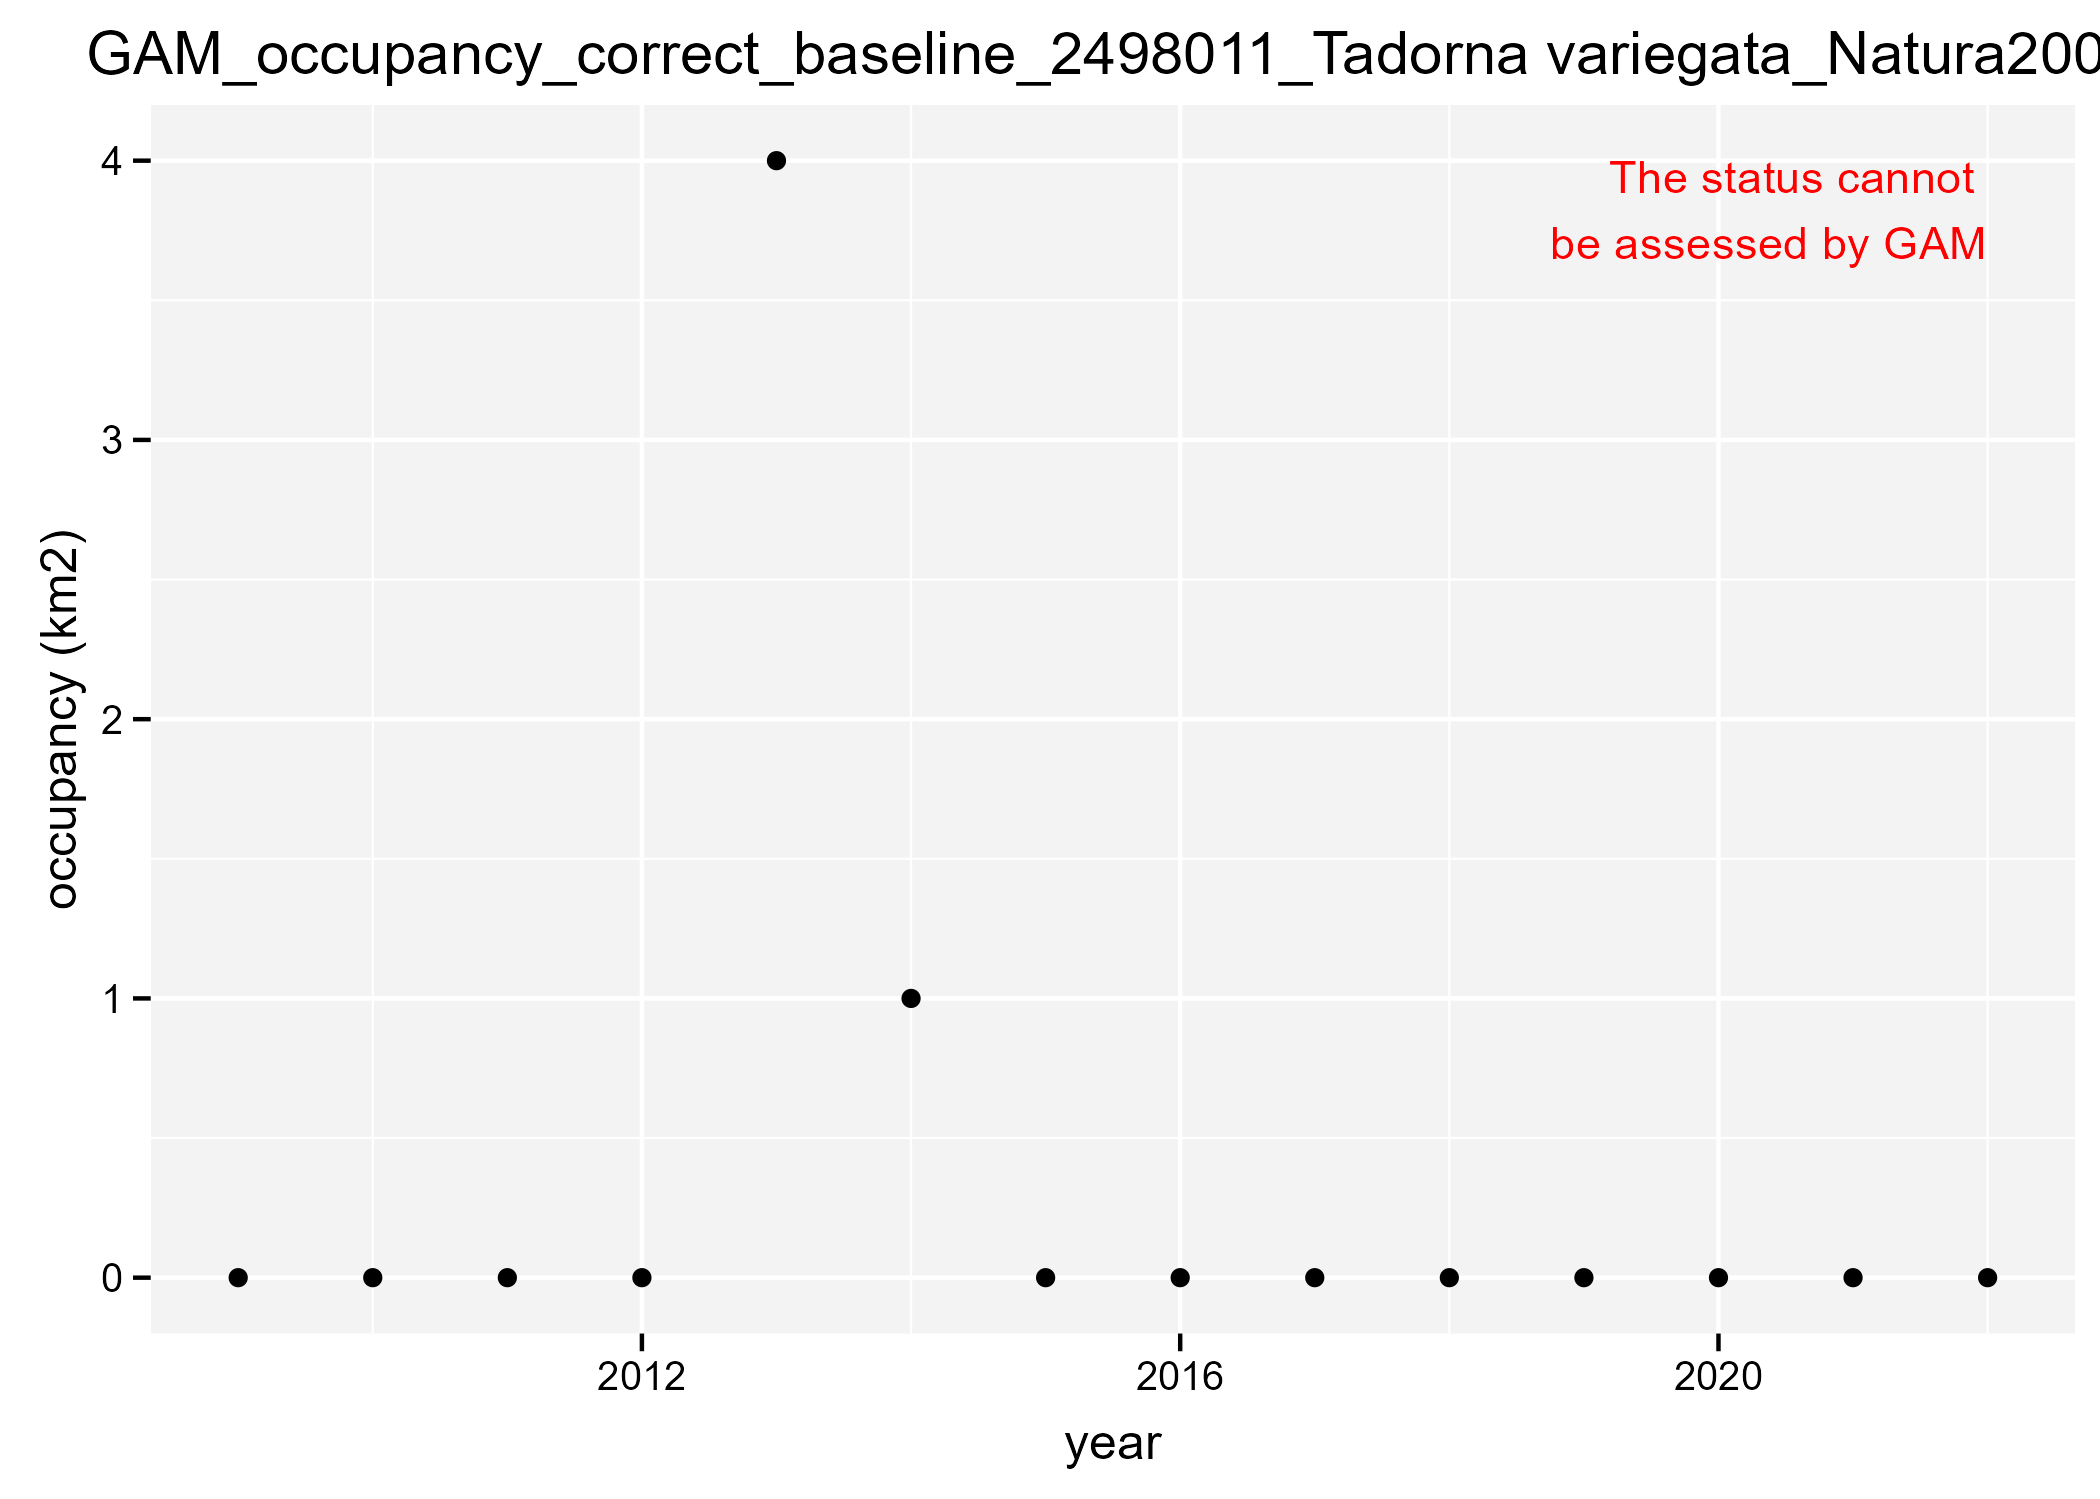 GAM_occupancy_correct_baseline_2498011_Tadorna variegata_Natura200
The status cannot
be assessed by GAM
4
3
2
1
0
occupancy (km2)
2012 2016 2020
year